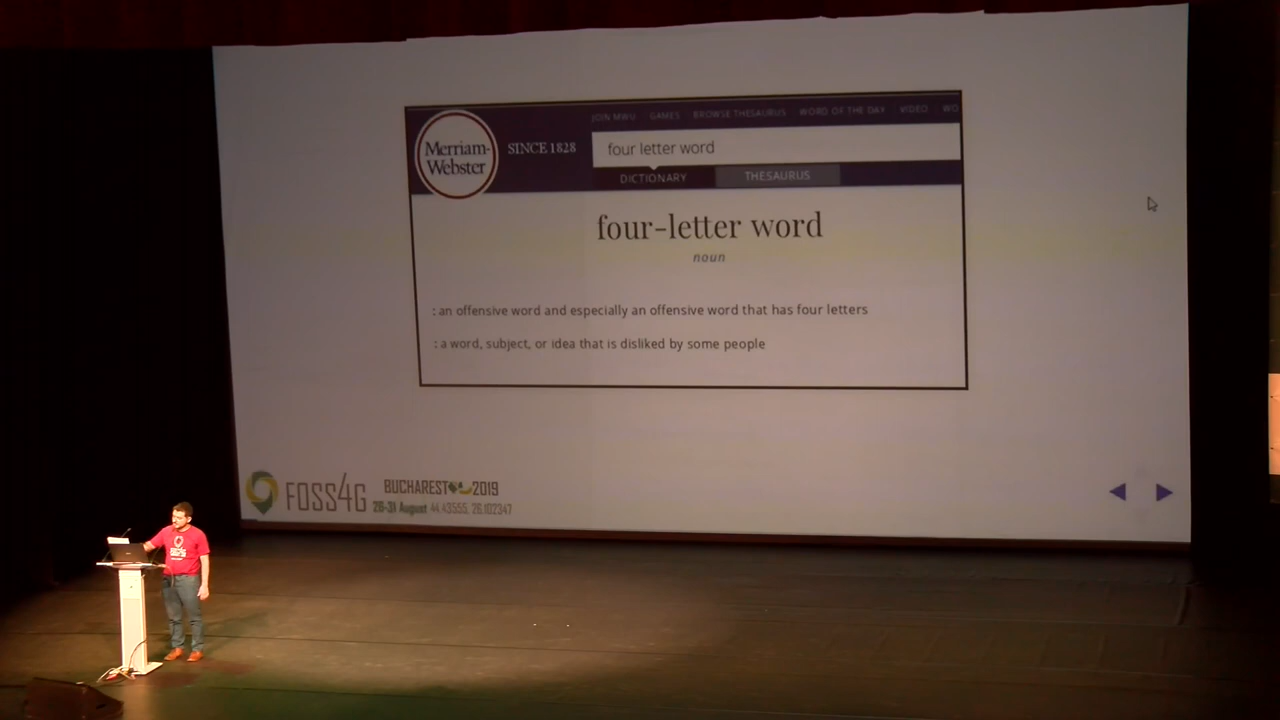 JOIN MWU GAMES BROWSE THESAURUS WORD OF THE DAY VIDEO WO
Merriam-
Webster
SINCE 1828
four letter word
DICTIONARY THESAURUS
four-letter word
noun
: an offensive word and especially an offensive word that has four letters
: a word, subject, or idea that is disliked by some people
FOSS4G
BUCHAREST 2019
26-31 August 44.43555, 26.102347